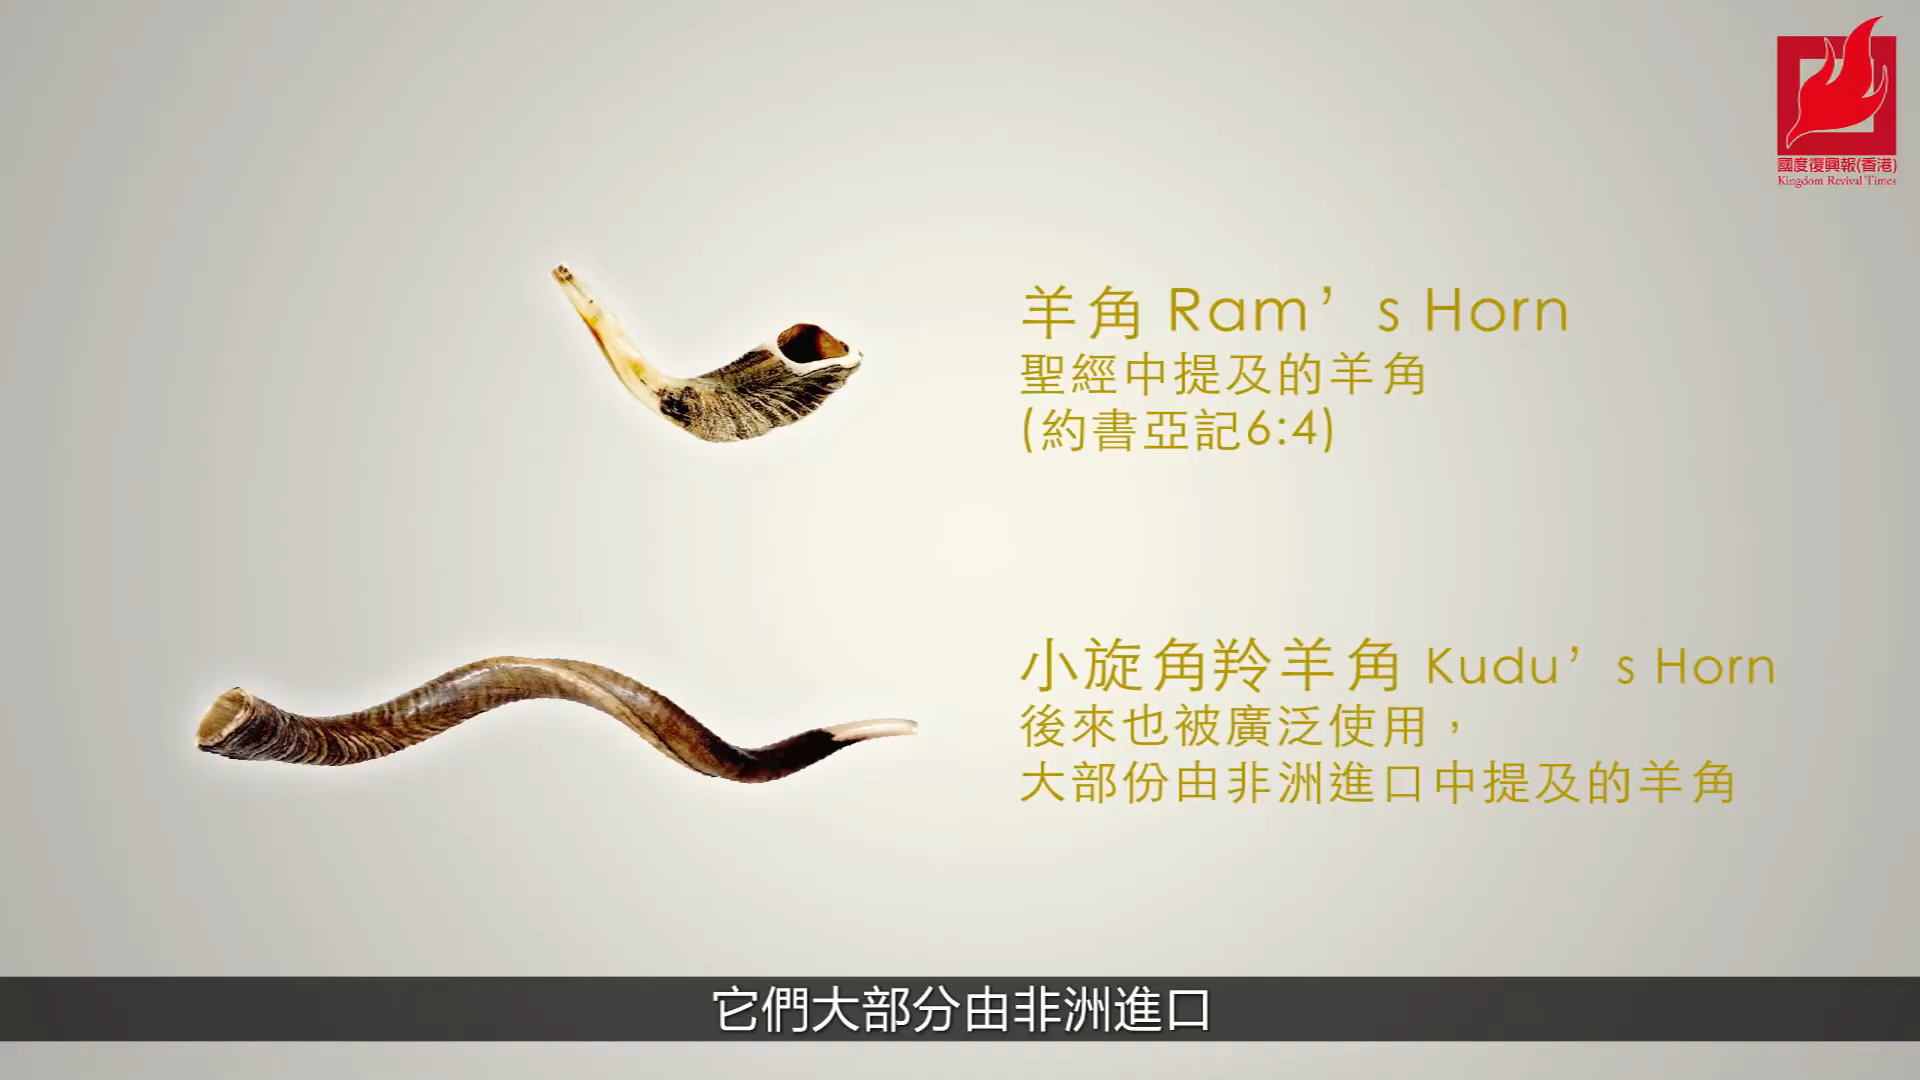 國度復興報(香港)
Kingdom Revival Times
羊角 Ram’s Horn
聖經中提及的羊角
(約書亞記6:4)
小旋角羚羊角 Kudu’s Horn
後來也被廣泛使用，
大部份由非洲進口中提及的羊角
它們大部分由非洲進口